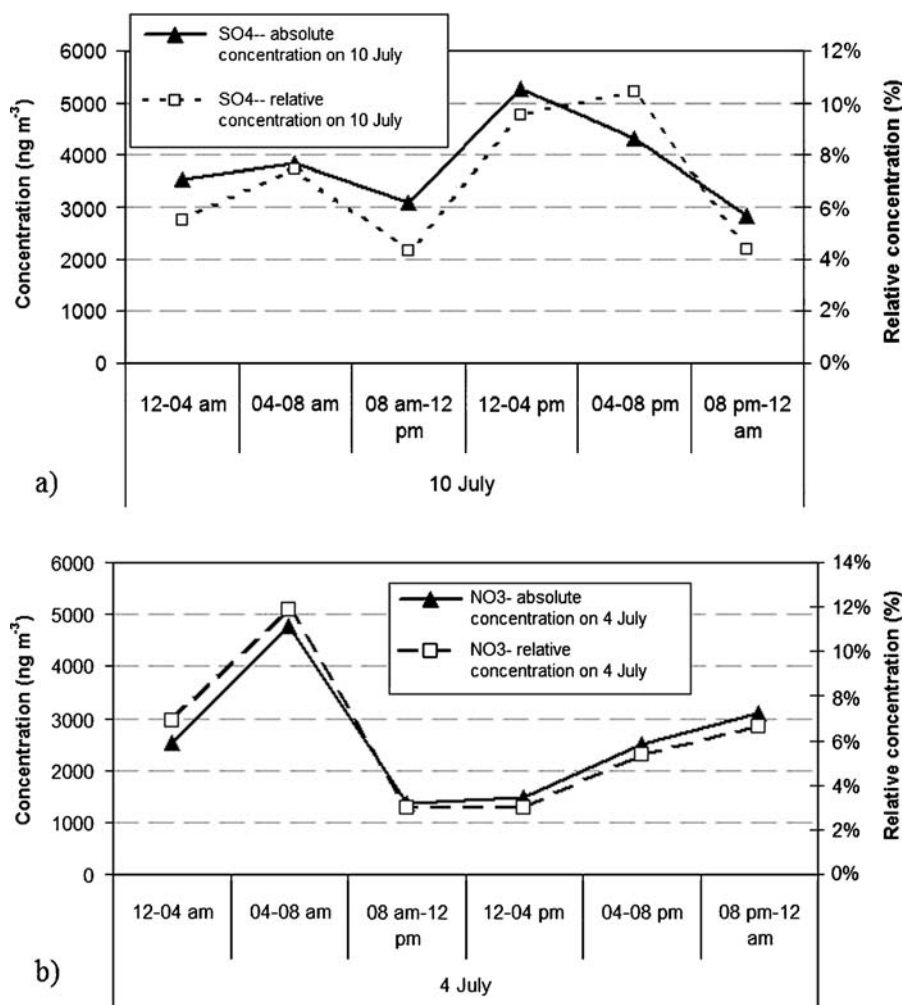 SO4-- absolute
concentration on 10 July
SO4-- relative
concentration on 10 July
Concentration (ng m-3)
6000
5000
4000
3000
2000
1000
0
12%
10%
8%
6%
4%
2%
0%
Relative concentration (%)
12-04 am
04-08 am
08 am-12
pm
12-04 pm
04-08 pm
08 pm-12
am
10 July
a)
NO3- absolute
concentration on 4 July
NO3- relative
concentration on 4 July
Concentration (ng m-3)
6000
5000
4000
3000
2000
1000
0
14%
12%
10%
8%
6%
4%
2%
0%
Relative concentration (%)
12-04 am
04-08 am
08 am-12
pm
12-04 pm
04-08 pm
08 pm-12
am
4 July
b)